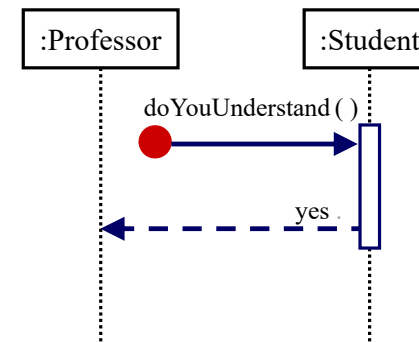 :Professor :Student
doYouUnderstand ( )
yes .